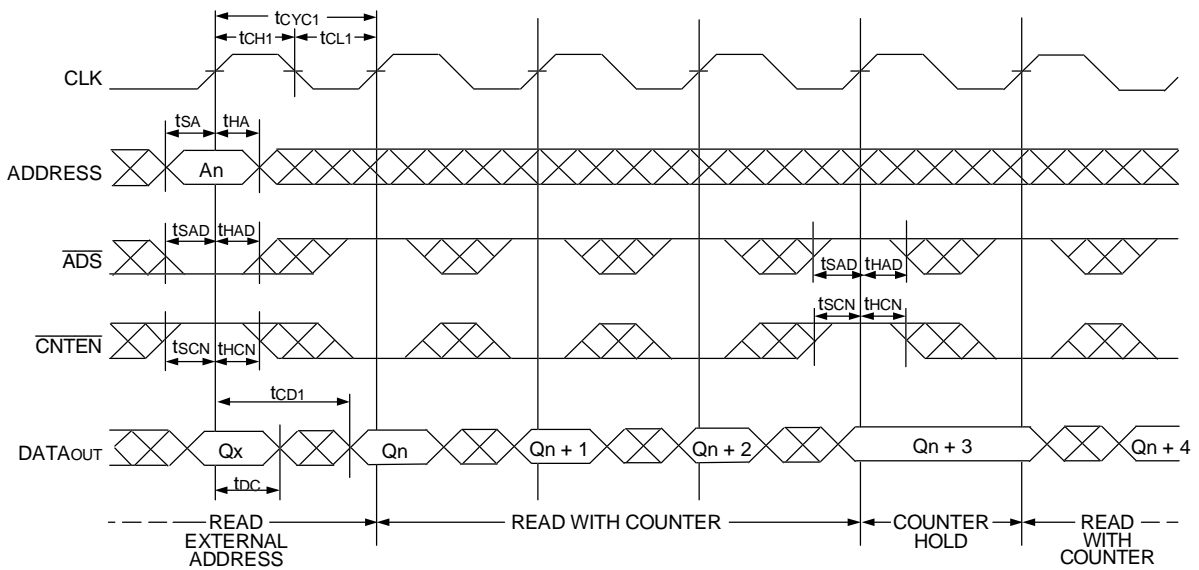 tCYC1
tCH1 tCL1
CLK
tSA tHA
ADDRESS An
tSAD tHAD
ADS
tSAD tHAD
tSCN tHCN
CNTEN
tSCN tHCN
tCD1
DATAOUT Qx Qn Qn + 1 Qn + 2 Qn + 3 Qn + 4
tDC
READ EXTERNAL ADDRESS
READ WITH COUNTER
COUNTER HOLD
READ WITH COUNTER